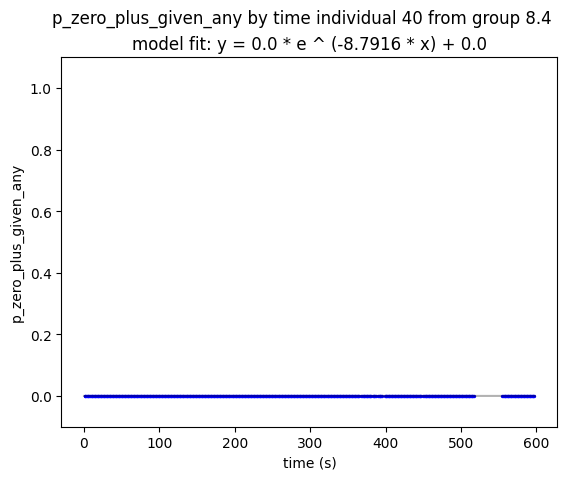 p_zero_plus_given_any by time individual 40 from group 8.4
model fit: y = 0.0 * e ^ (-8.7916 * x) + 0.0
1.0
0.8
0.6
0.4
0.2
0.0
p_zero_plus_given_any
0 100 200 300 400 500 600
time (s)